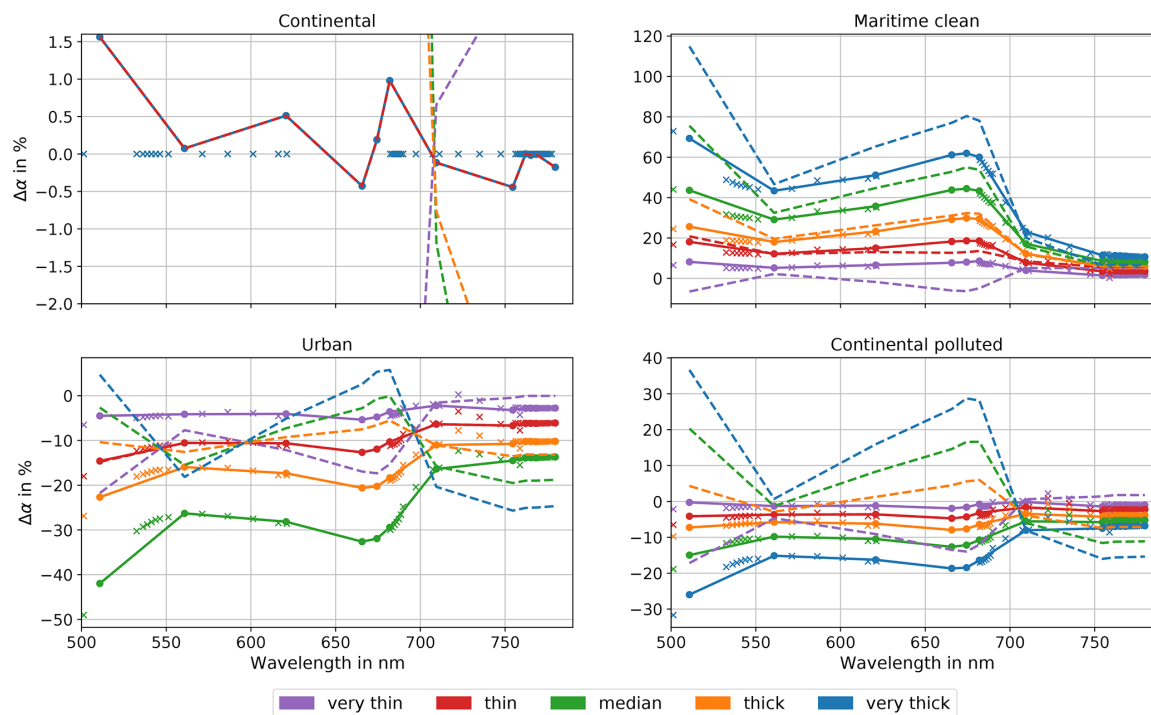 Continental
Maritime clean
1.5
1.0
0.5
0.0
−0.5
−1.0
−1.5
−2.0
Δα in %
120
100
80
60
40
20
0
Urban
Continental polluted
0
−10
−20
−30
−40
−50
Δα in %
40
30
20
10
0
−10
−20
−30
500 550 600 650 700 750
500 550 600 650 700 750
Wavelength in nm
Wavelength in nm
very thin thin median thick very thick